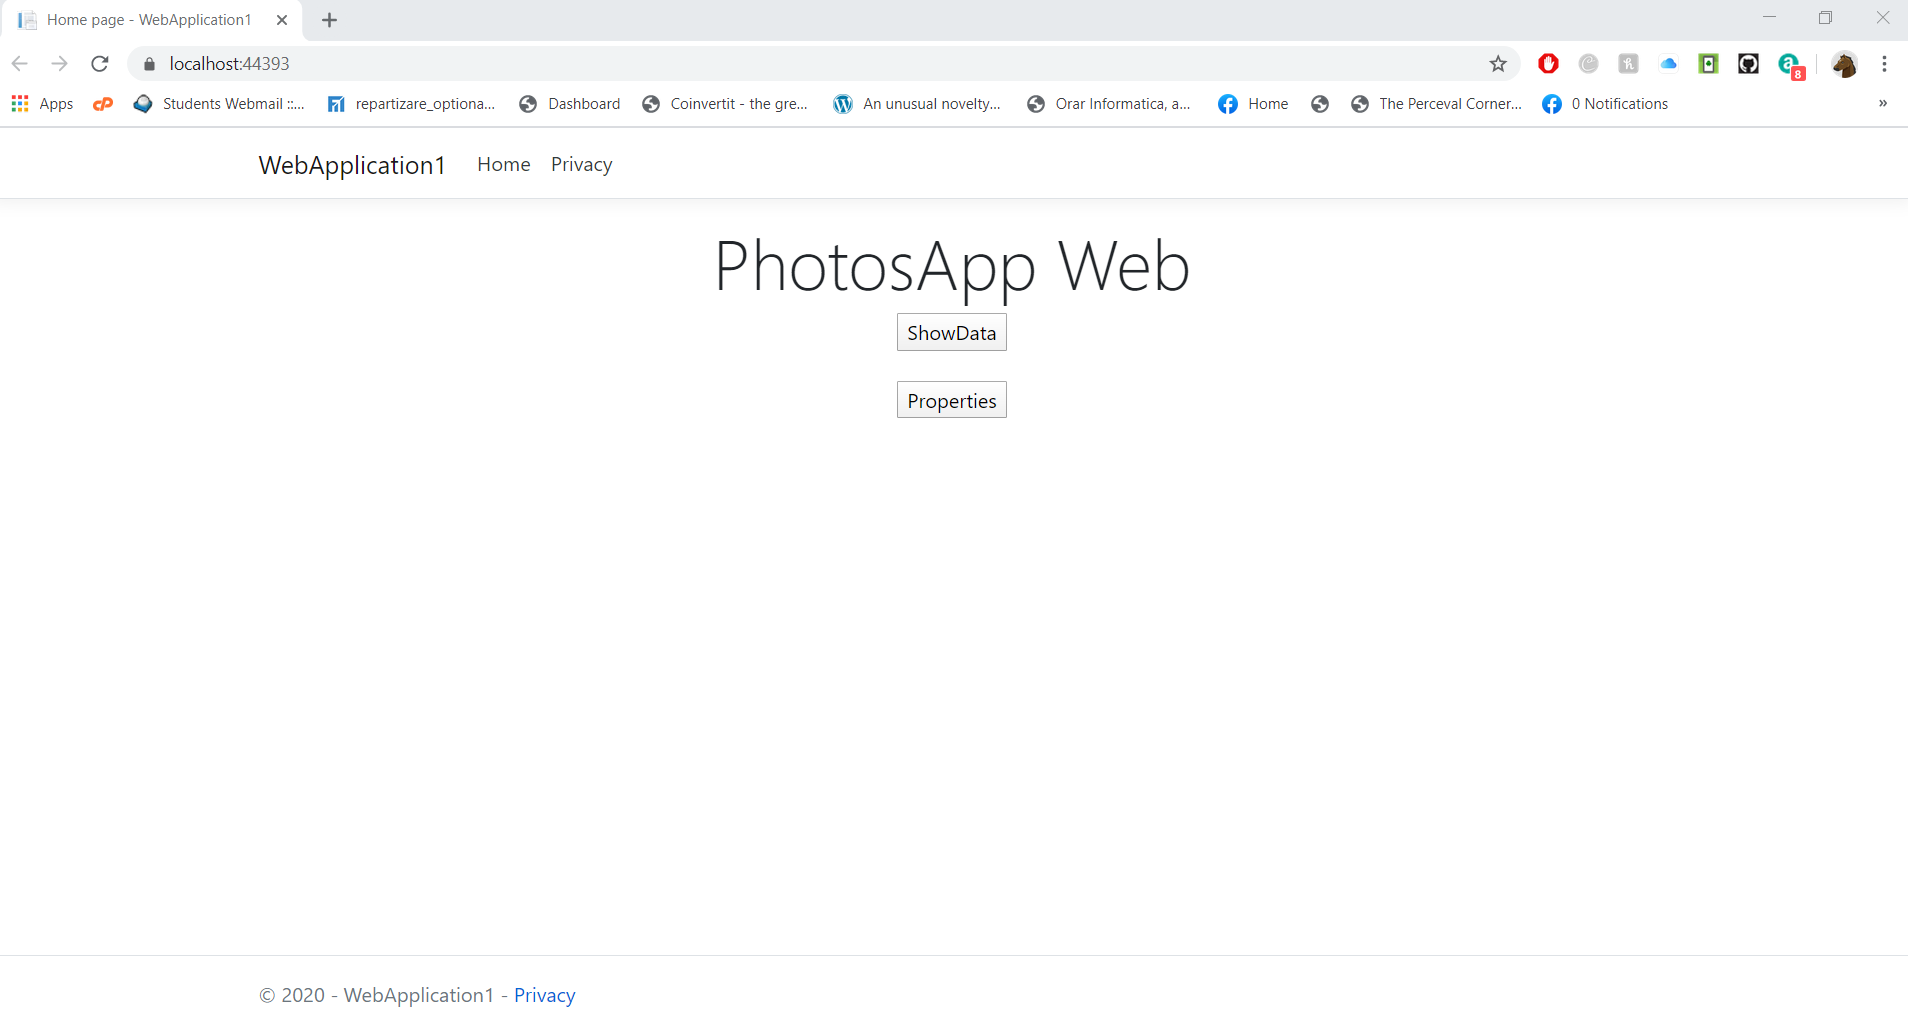 Home page - WebApplication1
localhost:44393
8
Apps
cP
Students Webmail ::...
repartizare_optiona...
Dashboard
Coinvertit - the gre...
An unusual novelty...
Orar Informatica, a...
Home
The Perceval Corner...
0 Notifications
»
WebApplication1 Home Privacy
PhotosApp Web
ShowData
Properties
© 2020 - WebApplication1 - Privacy